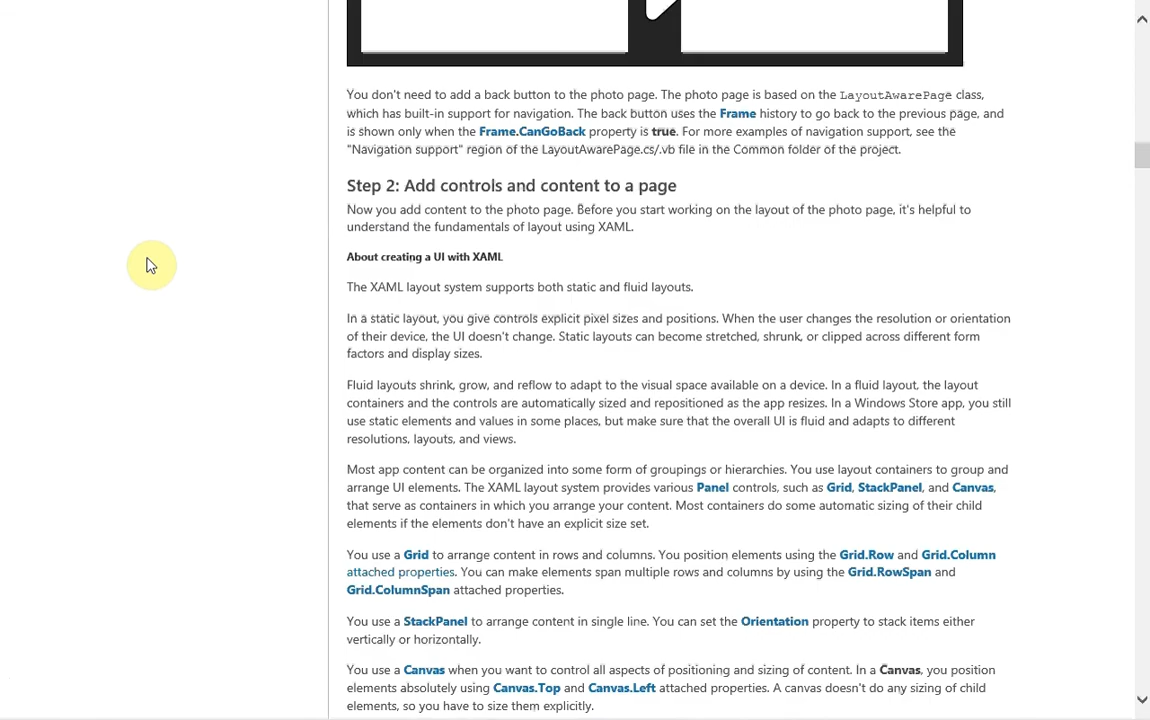 You don't need to add a back button to the photo page. The photo page is based on the LayoutAwarePage class,
which has built-in support for navigation. The back button uses the Frame history to go back to the previous page, and
is shown only when the Frame.CanGoBack property is true. For more examples of navigation support, see the
"Navigation support" region of the LayoutAwarePage.cs/.vb file in the Common folder of the project.
Step 2: Add controls and content to a page
Now you add content to the photo page. Before you start working on the layout of the photo page, it's helpful to
understand the fundamentals of layout using XAML.
About creating a UI with XAML
The XAML layout system supports both static and fluid layouts.
In a static layout, you give controls explicit pixel sizes and positions. When the user changes the resolution or orientation
of their device, the UI doesn't change. Static layouts can become stretched, shrunk, or clipped across different form
factors and display sizes.
Fluid layouts shrink, grow, and reflow to adapt to the visual space available on a device. In a fluid layout, the layout
containers and the controls are automatically sized and repositioned as the app resizes. In a Windows Store app, you still
use static elements and values in some places, but make sure that the overall UI is fluid and adapts to different
resolutions, layouts, and views.
Most app content can be organized into some form of groupings or hierarchies. You use layout containers to group and
arrange UI elements. The XAML layout system provides various Panel controls, such as Grid, StackPanel, and Canvas,
that serve as containers in which you arrange your content. Most containers do some automatic sizing of their child
elements if the elements don't have an explicit size set.
You use a Grid to arrange content in rows and columns. You position elements using the Grid.Row and Grid.Column
attached properties. You can make elements span multiple rows and columns by using the Grid.RowSpan and
Grid.ColumnSpan attached properties.
You use a StackPanel to arrange content in single line. You can set the Orientation property to stack items either
vertically or horizontally.
You use a Canvas when you want to control all aspects of positioning and sizing of content. In a Canvas, you position
elements absolutely using Canvas.Top and Canvas.Left attached properties. A canvas doesn't do any sizing of child
elements, so you have to size them explicitly.